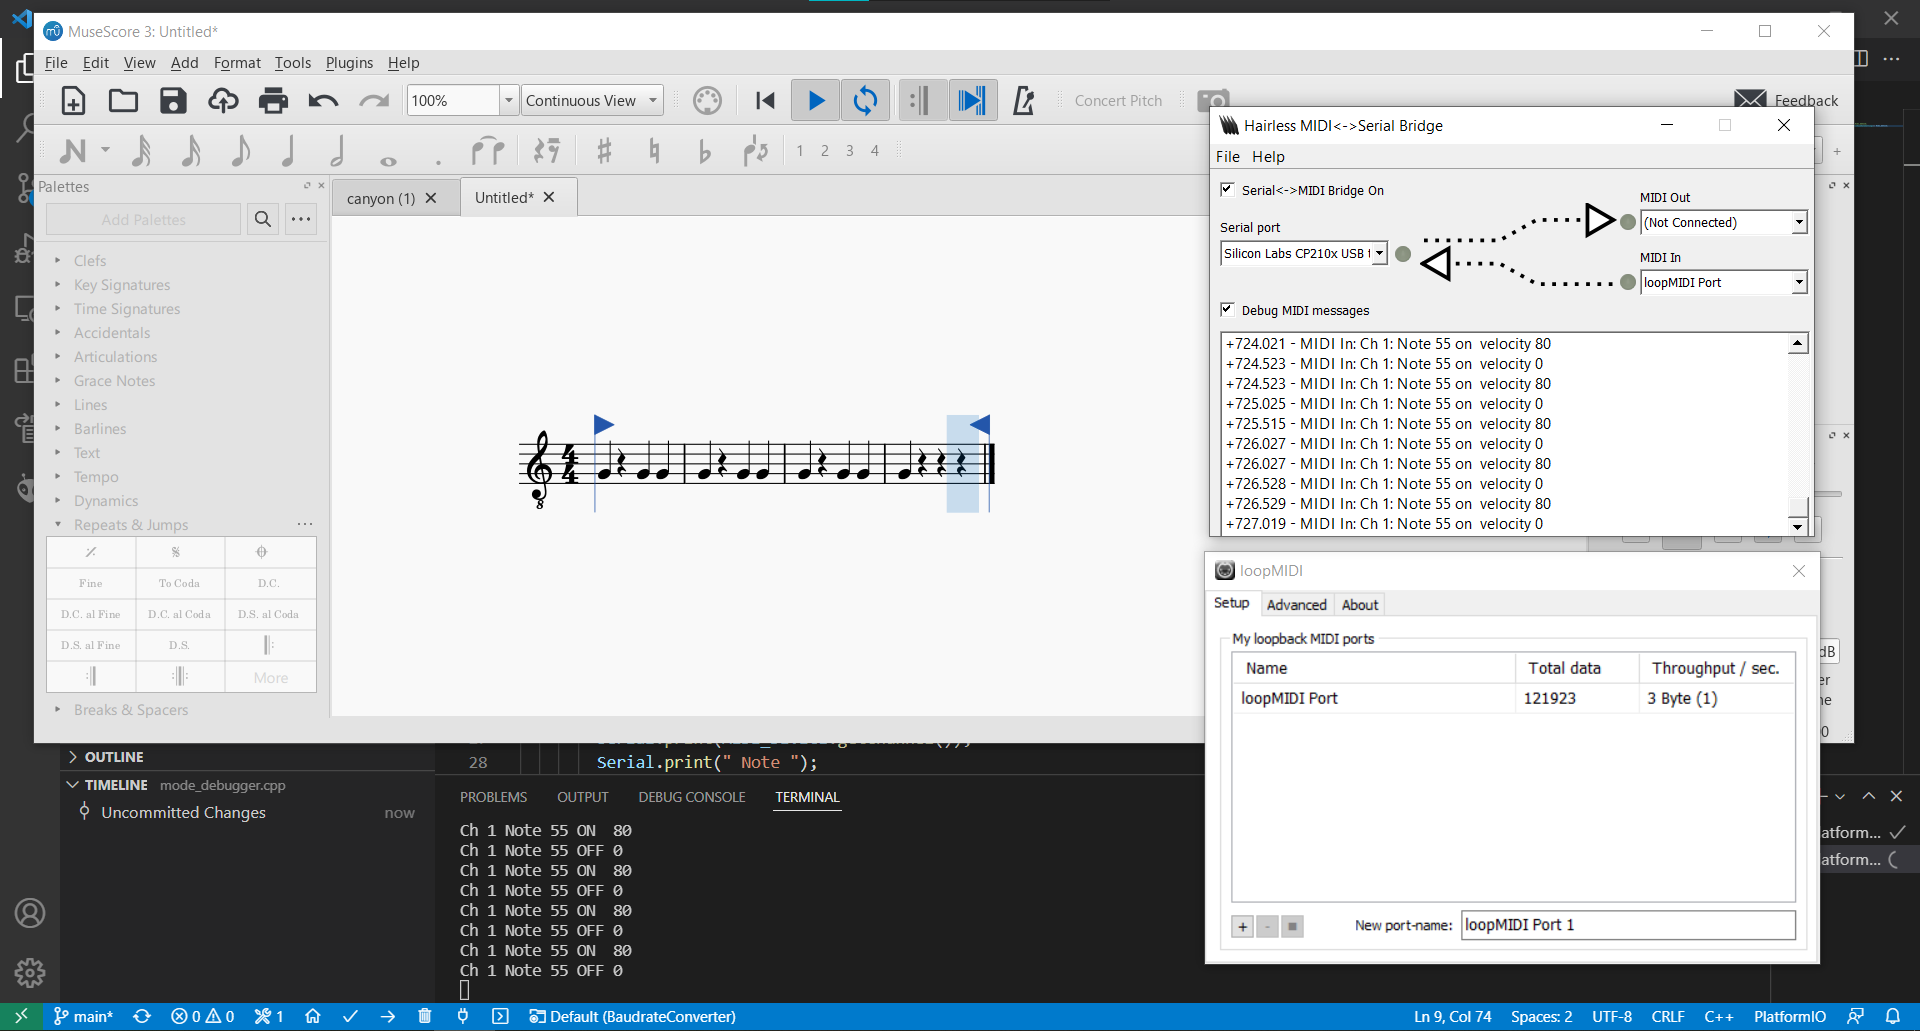 MuseScore 3: Untitled*
File Edit View Add Format Tools Plugins Help
100% Continuous View Concert Pitch Feedback
1 2 3 4
Palettes
Add Palettes
canyon (1) Untitled*
Clefs
Key Signatures
Time Signatures
Accidentals
Articulations
Grace Notes
Lines
Barlines
Text
Tempo
Dynamics
Repeats & Jumps
Fine To Coda D.C.
D.C. al Fine D.C. al Coda D.S. al Coda
D.S. al Fine D.S.
More
Breaks & Spacers
4
4
8
Hairless MIDI<->Serial Bridge
File Help
Serial<->MIDI Bridge On
MIDI Out
(Not Connected)
Serial port
Silicon Labs CP210x USB t
MIDI In
loopMIDI Port
Debug MIDI messages
+724.021 - MIDI In: Ch 1: Note 55 on velocity 80
+724.523 - MIDI In: Ch 1: Note 55 on velocity 0
+724.523 - MIDI In: Ch 1: Note 55 on velocity 80
+725.025 - MIDI In: Ch 1: Note 55 on velocity 0
+725.515 - MIDI In: Ch 1: Note 55 on velocity 80
+726.027 - MIDI In: Ch 1: Note 55 on velocity 0
+726.027 - MIDI In: Ch 1: Note 55 on velocity 80
+726.528 - MIDI In: Ch 1: Note 55 on velocity 0
+726.529 - MIDI In: Ch 1: Note 55 on velocity 80
+727.019 - MIDI In: Ch 1: Note 55 on velocity 0
loopMIDI
Setup Advanced About
My loopback MIDI ports
Name Total data Throughput / sec.
loopMIDI Port 121923 3 Byte (1)
New port-name: loopMIDI Port 1
dB
OUTLINE
TIMELINE mode_debugger.cpp
Uncommitted Changes now
28 Serial.print(" Note ");
PROBLEMS OUTPUT DEBUG CONSOLE TERMINAL
Ch 1 Note 55 ON 80
Ch 1 Note 55 OFF 0
Ch 1 Note 55 ON 80
Ch 1 Note 55 OFF 0
Ch 1 Note 55 ON 80
Ch 1 Note 55 OFF 0
Ch 1 Note 55 ON 80
Ch 1 Note 55 OFF 0
atform...
atform...
main* 0 0 1 Default (BaudrateConverter) Ln 9, Col 74 Spaces: 2 UTF-8 CRLF C++ PlatformIO